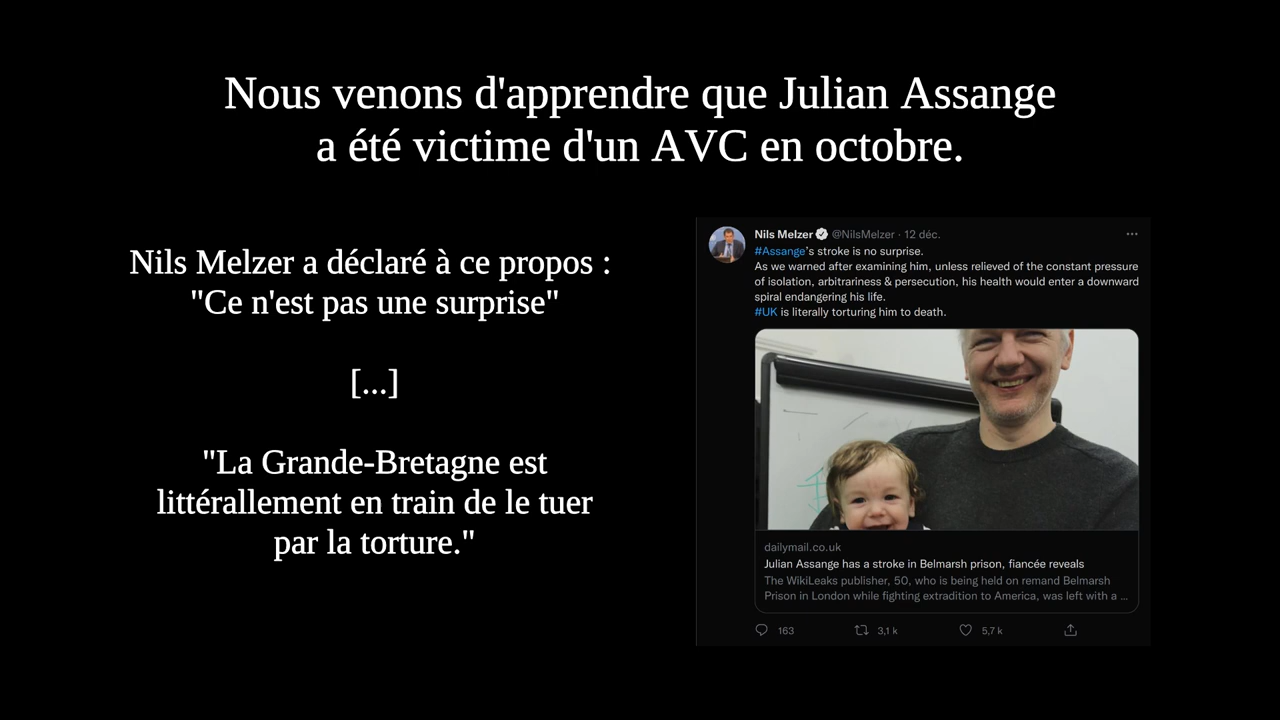 Nous venons d'apprendre que Julian Assange
a été victime d'un AVC en octobre.
Nils Melzer a déclaré à ce propos :
"Ce n'est pas une surprise"
[...]
"La Grande-Bretagne est
littérallement en train de le tuer
par la torture."
Nils Melzer @NilsMelzer · 12 déc.
#Assange's stroke is no surprise.
As we warned after examining him, unless relieved of the constant pressure
of isolation, arbitrariness & persecution, his health would enter a downward
spiral endangering his life.
#UK is literally torturing him to death.
dailymail.co.uk
Julian Assange has a stroke in Belmarsh prison, fiancée reveals
The WikiLeaks publisher, 50, who is being held on remand Belmarsh
Prison in London while fighting extradition to America, was left with a ...
163 3,1 k 5,7 k